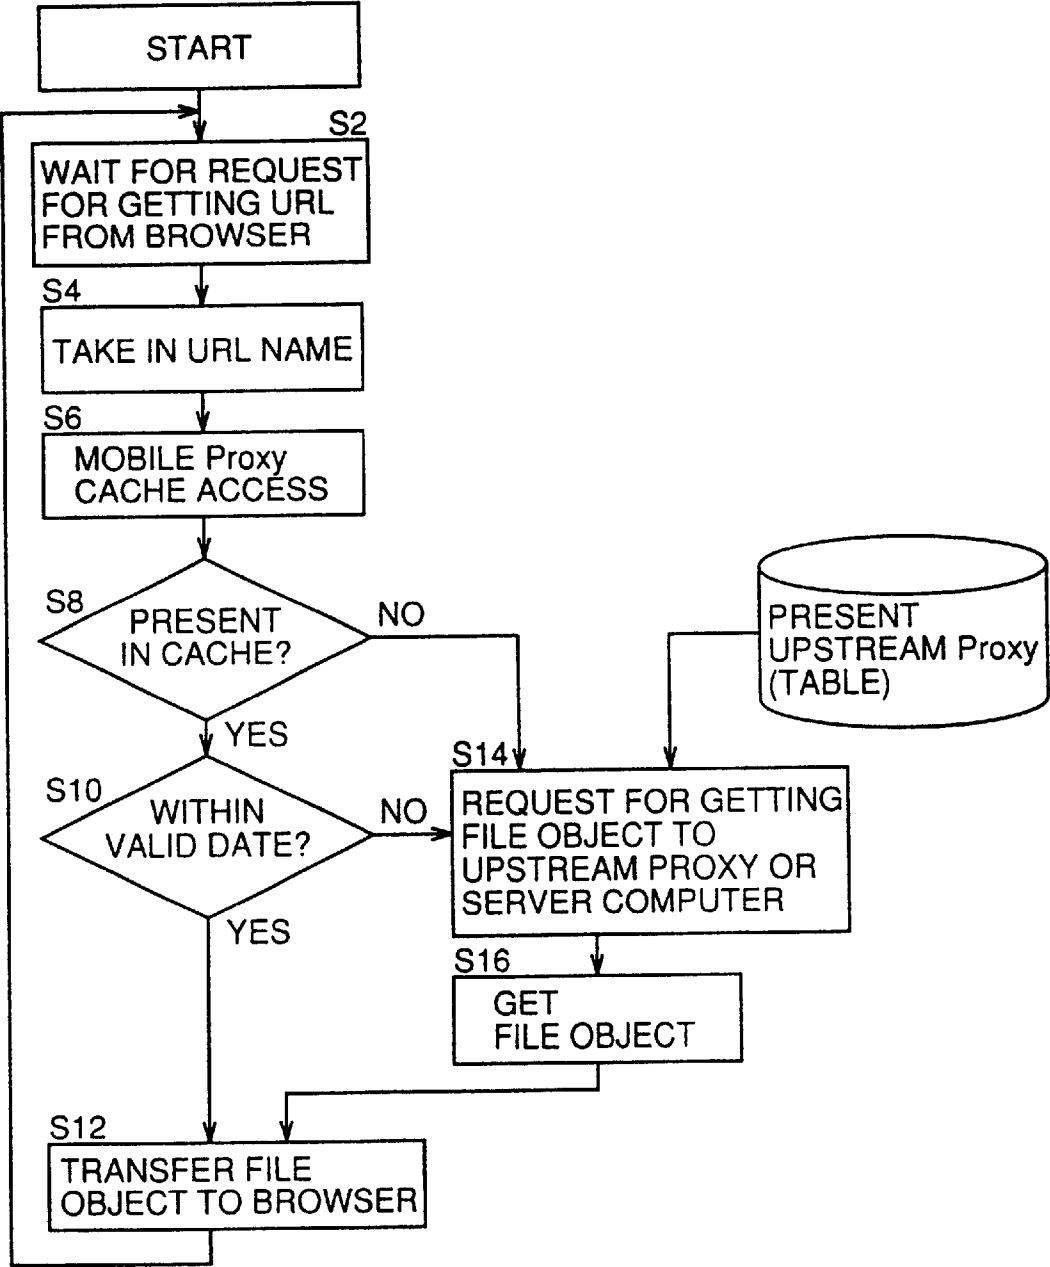 START
S2
WAIT FOR REQUEST
FOR GETTING URL
FROM BROWSER
S4
TAKE IN URL NAME
S6
MOBILE Proxy
CACHE ACCESS
S8
PRESENT
IN CACHE?
NO
YES
PRESENT
UPSTREAM Proxy
(TABLE)
S10
WITHIN
VALID DATE?
NO
YES
S14
REQUEST FOR GETTING
FILE OBJECT TO
UPSTREAM PROXY OR
SERVER COMPUTER
S16
GET
FILE OBJECT
S12
TRANSFER FILE
OBJECT TO BROWSER